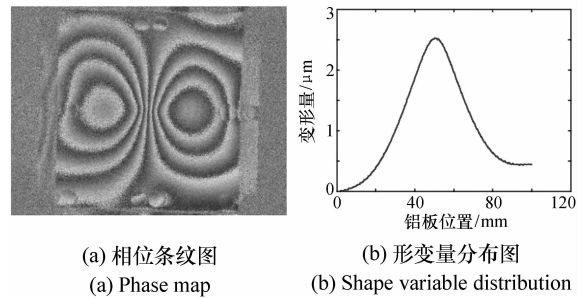 3
2
1
0
变形量/μm
0 40 80 120
铝板位置/mm
(a) 相位条纹图
(a) Phase map
(b) 形变量分布图
(b) Shape variable distribution